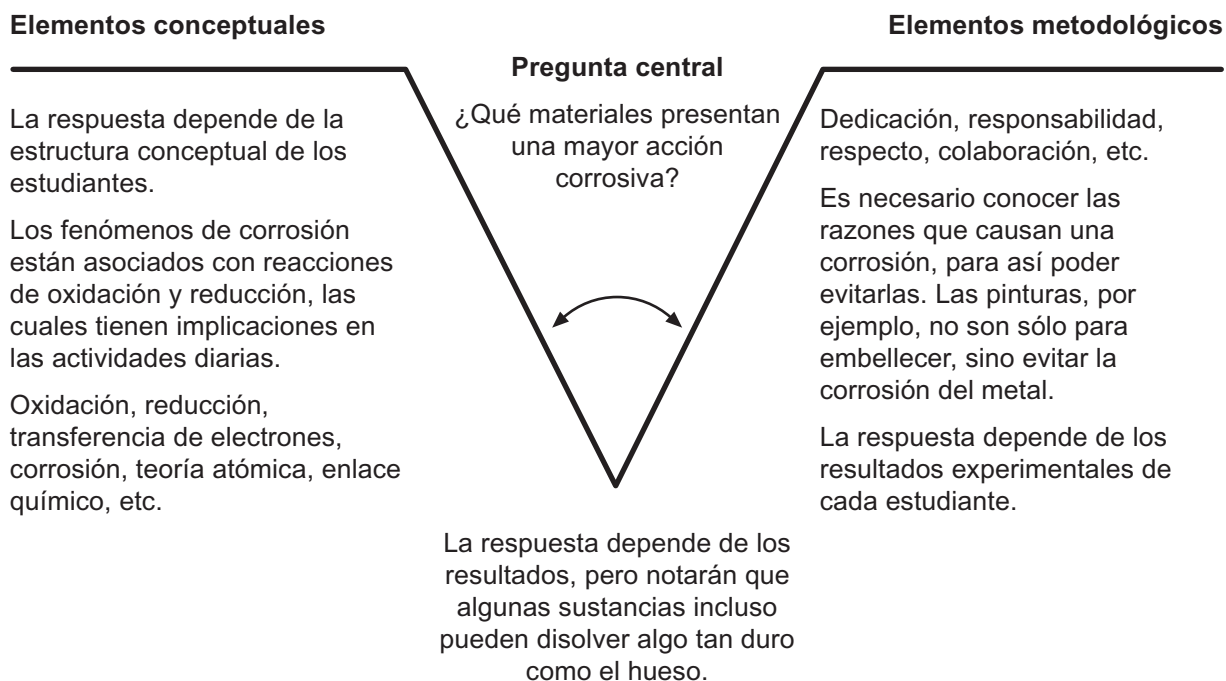 Elementos conceptuales
La respuesta depende de la
estructura conceptual de los
estudiantes.
Los fenómenos de corrosión
están asociados con reacciones
de oxidación y reducción, las
cuales tienen implicaciones en
las actividades diarias.
Oxidación, reducción,
transferencia de electrones,
corrosión, teoría atómica, enlace
químico, etc.
Pregunta central
¿Qué materiales presentan
una mayor acción
corrosiva?
La respuesta depende de los
resultados, pero notarán que
algunas sustancias incluso
pueden disolver algo tan duro
como el hueso.
Elementos metodológicos
Dedicación, responsabilidad,
respecto, colaboración, etc.
Es necesario conocer las
razones que causan una
corrosión, para así poder
evitarlas. Las pinturas, por
ejemplo, no son sólo para
embellecer, sino evitar la
corrosión del metal.
La respuesta depende de los
resultados experimentales de
cada estudiante.